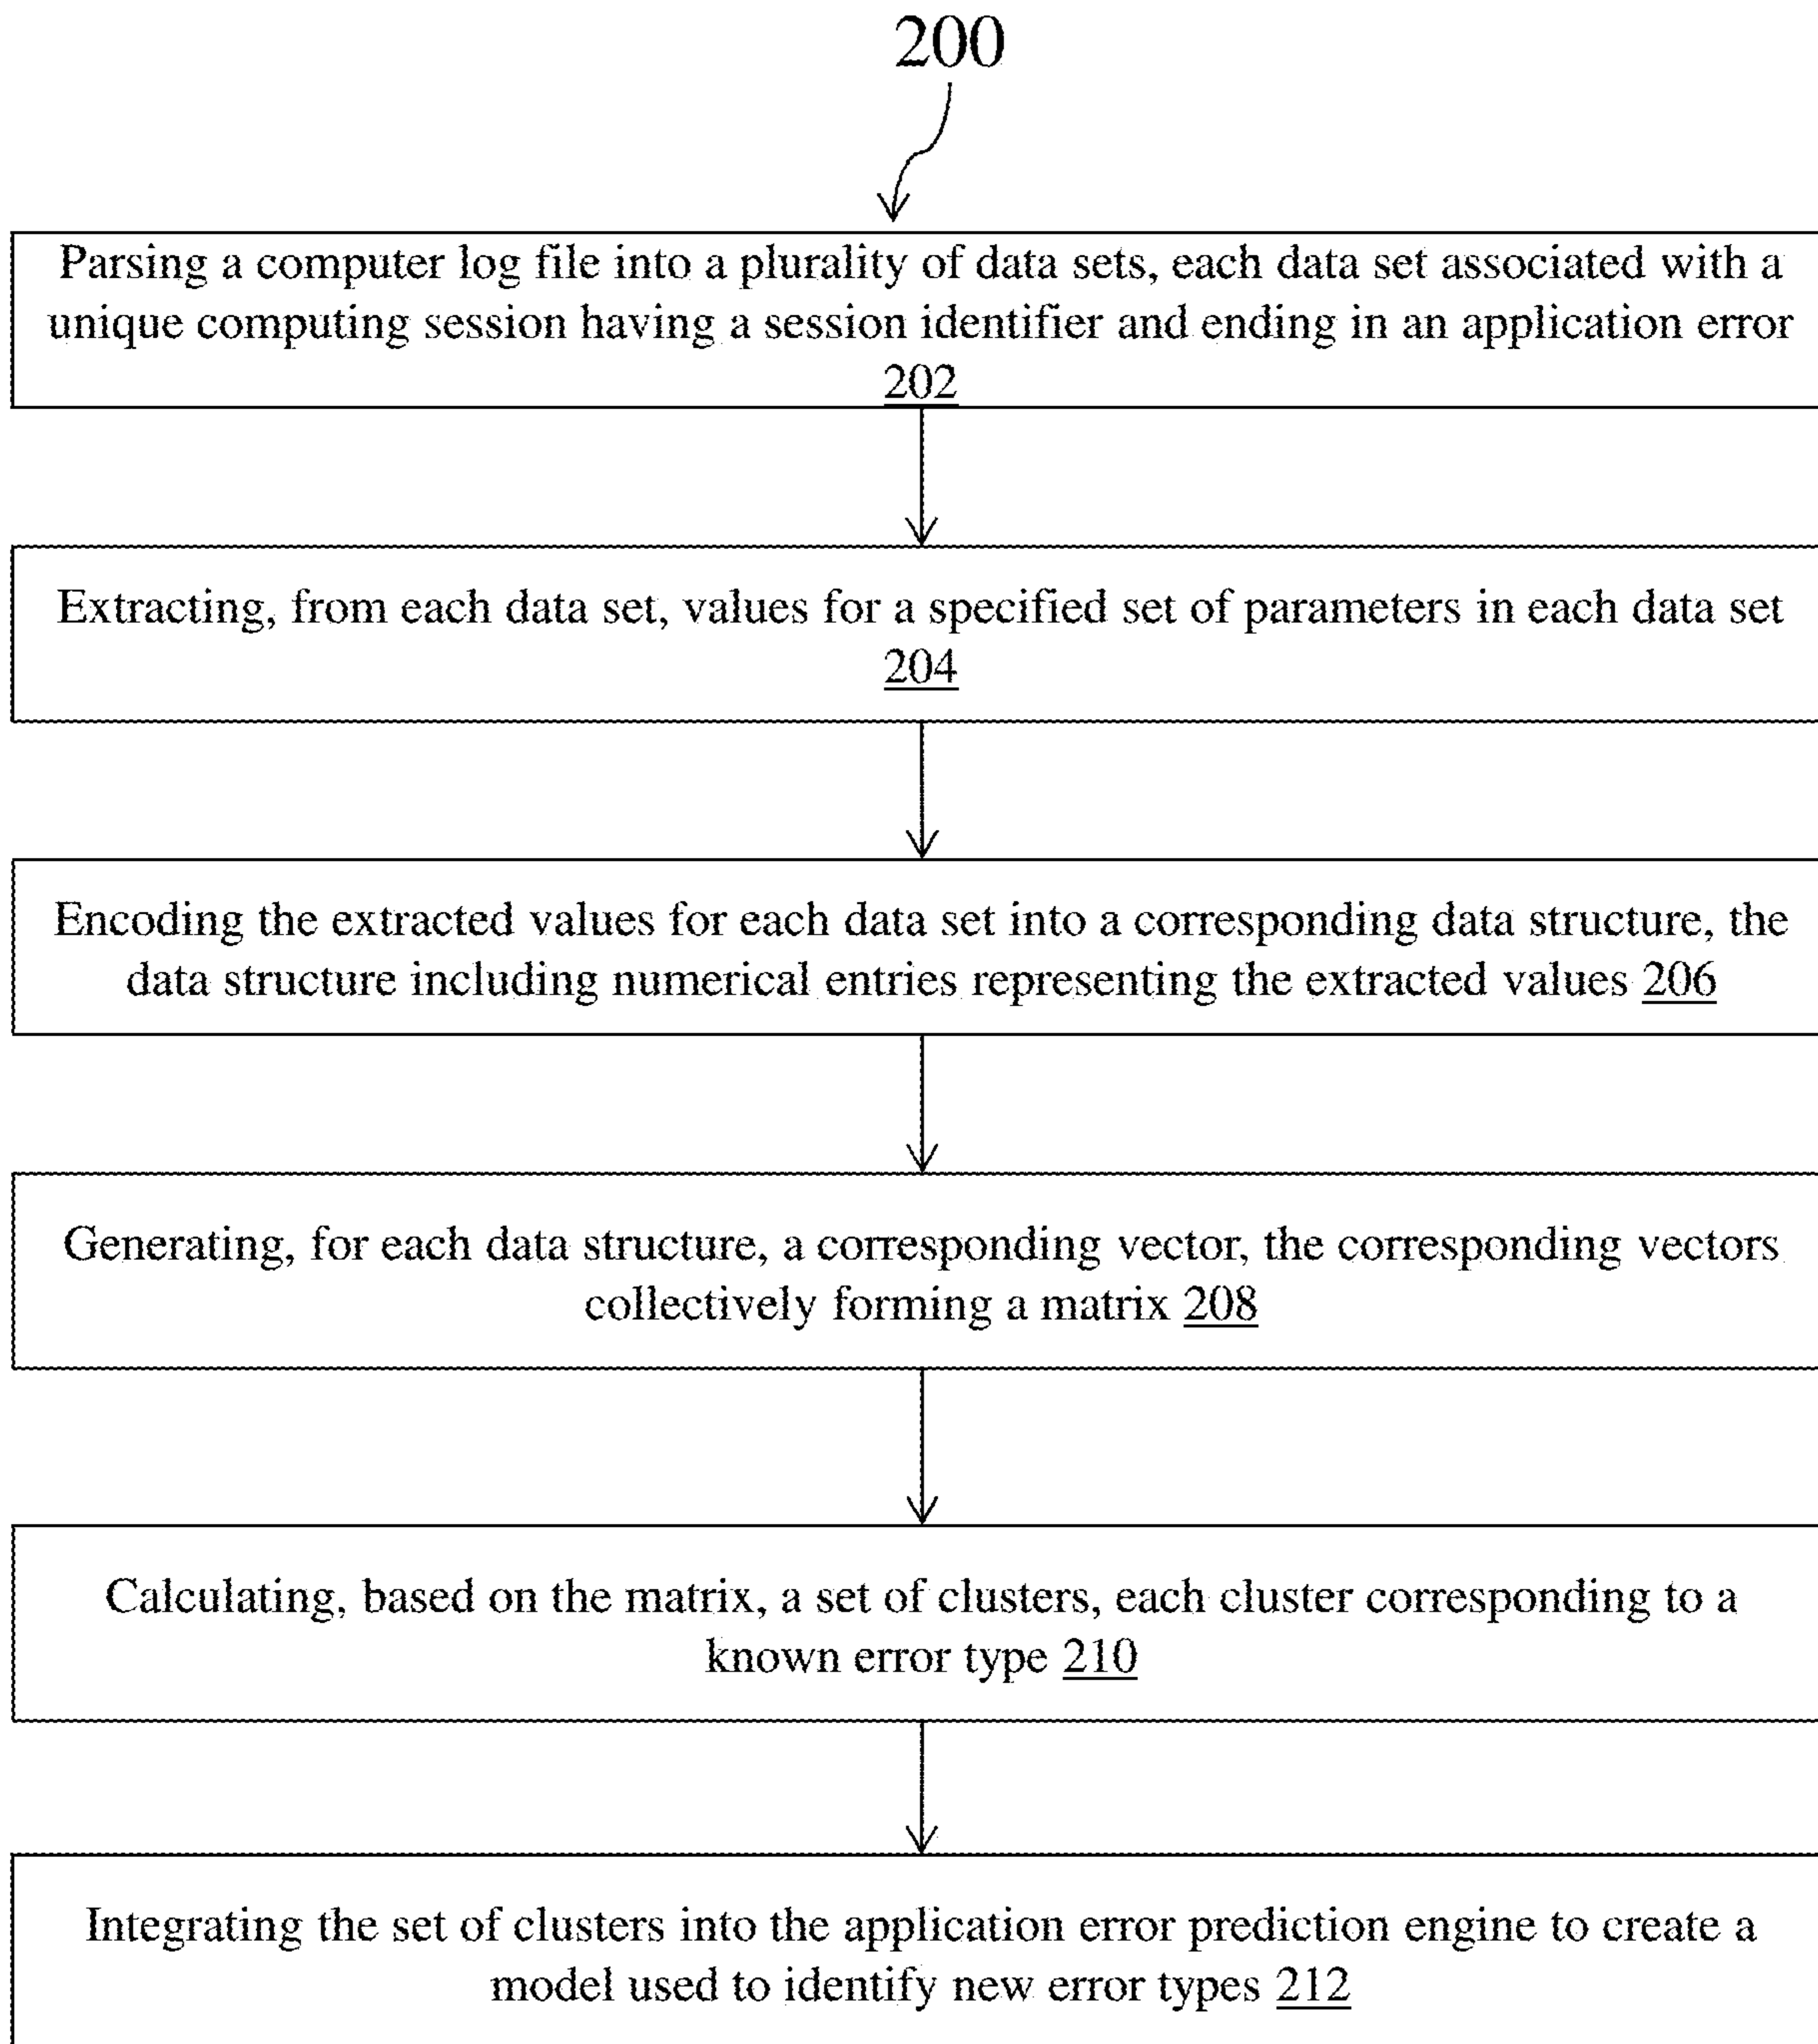 200
Parsing a computer log file into a plurality of data sets, each data set associated with a
unique computing session having a session identifier and ending in an application error
202
Extracting, from each data set, values for a specified set of parameters in each data set
204
Encoding the extracted values for each data set into a corresponding data structure, the
data structure including numerical entries representing the extracted values 206
Generating, for each data structure, a corresponding vector, the corresponding vectors
collectively forming a matrix 208
Calculating, based on the matrix, a set of clusters, each cluster corresponding to a
known error type 210
Integrating the set of clusters into the application error prediction engine to create a
model used to identify new error types 212